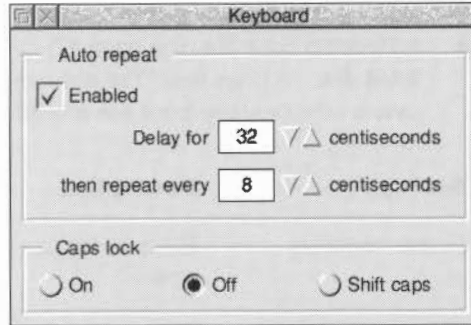 Keyboard
Auto repeat
Enabled
Delay for 32 centiseconds
then repeat every 8 centiseconds
Caps lock
On Off Shift caps